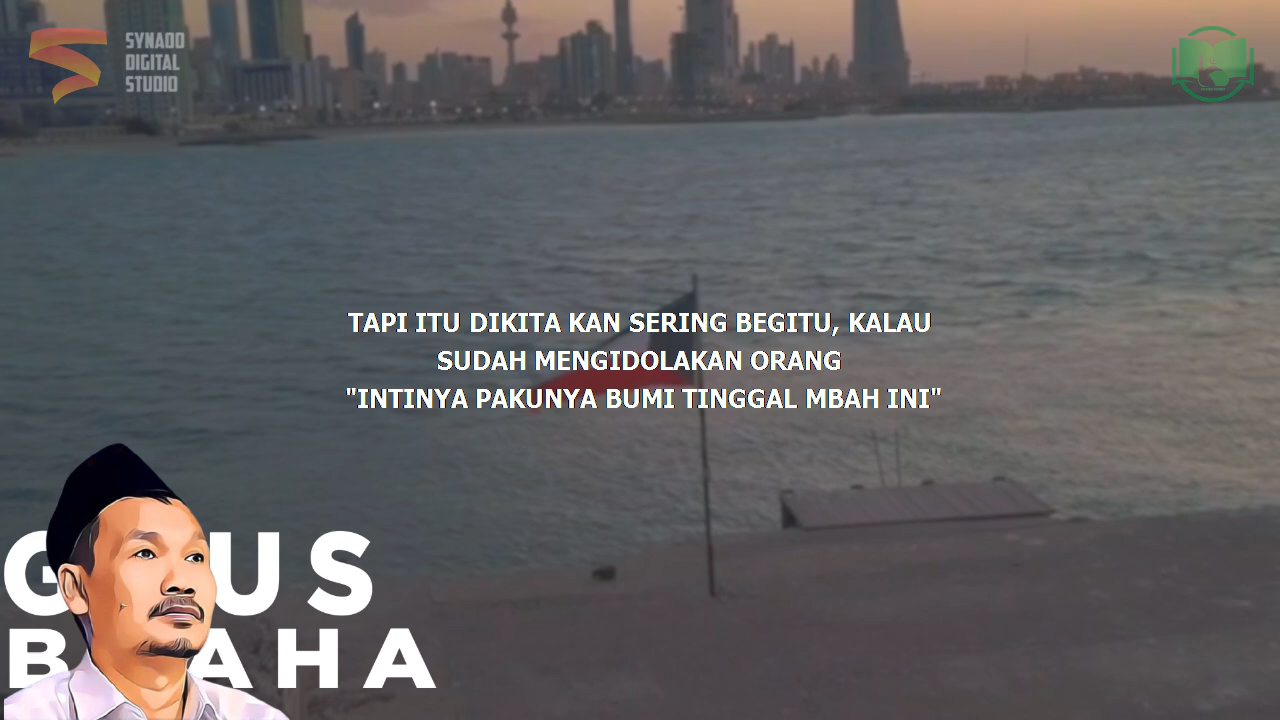 SYNADO
DIGITAL
STUDIO
TAPI ITU DIKITA KAN SERING BEGITU, KALAU
SUDAH MENGIDOLAKAN ORANG
"INTINYA PAKUNYA BUMI TINGGAL MBAH INI"
GUS
BAHA